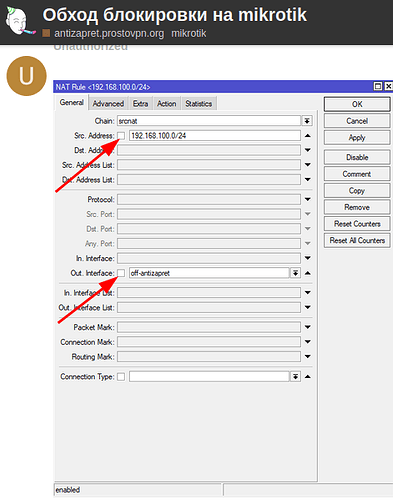 Обход блокировки на mikrotik
antizapret.prostovpn.org mikrotik
Unauthorized
U
NAT Rule <192.168.100.0/24>
General Advanced Extra Action Statistics
Chain: srcnat
Src. Address: 192.168.100.0/24
Dst. Address:
Src. Address List:
Dst. Address List:
Protocol:
Src. Port:
Dst. Port:
Any. Port:
In. Interface:
Out. Interface: off-antizapret
In. Interface List:
Out. Interface List:
Packet Mark:
Connection Mark:
Routing Mark:
Connection Type:
OK
Cancel
Apply
Disable
Comment
Copy
Remove
Reset Counters
Reset All Counters
enabled